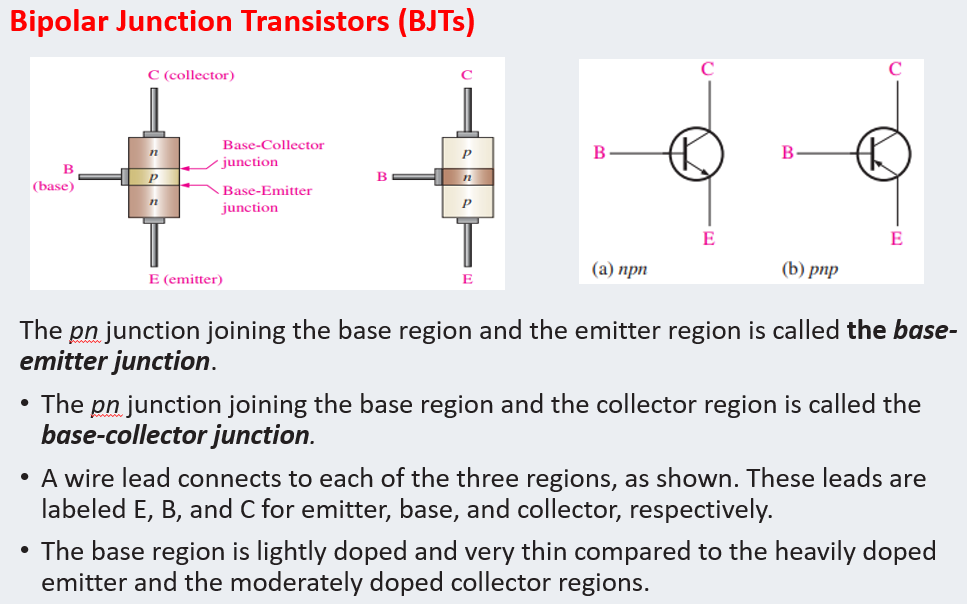 Bipolar Junction Transistors (BJTs)
C (collector)
n
p
n
B
(base)
Base-Collector
junction
Base-Emitter
junction
E (emitter)
C
p
n
p
B
E
C
B
E
(a) npn
C
B
E
(b) pnp
The pn junction joining the base region and the emitter region is called the base-
emitter junction.
• The pn junction joining the base region and the collector region is called the
base-collector junction.
• A wire lead connects to each of the three regions, as shown. These leads are
labeled E, B, and C for emitter, base, and collector, respectively.
• The base region is lightly doped and very thin compared to the heavily doped
emitter and the moderately doped collector regions.